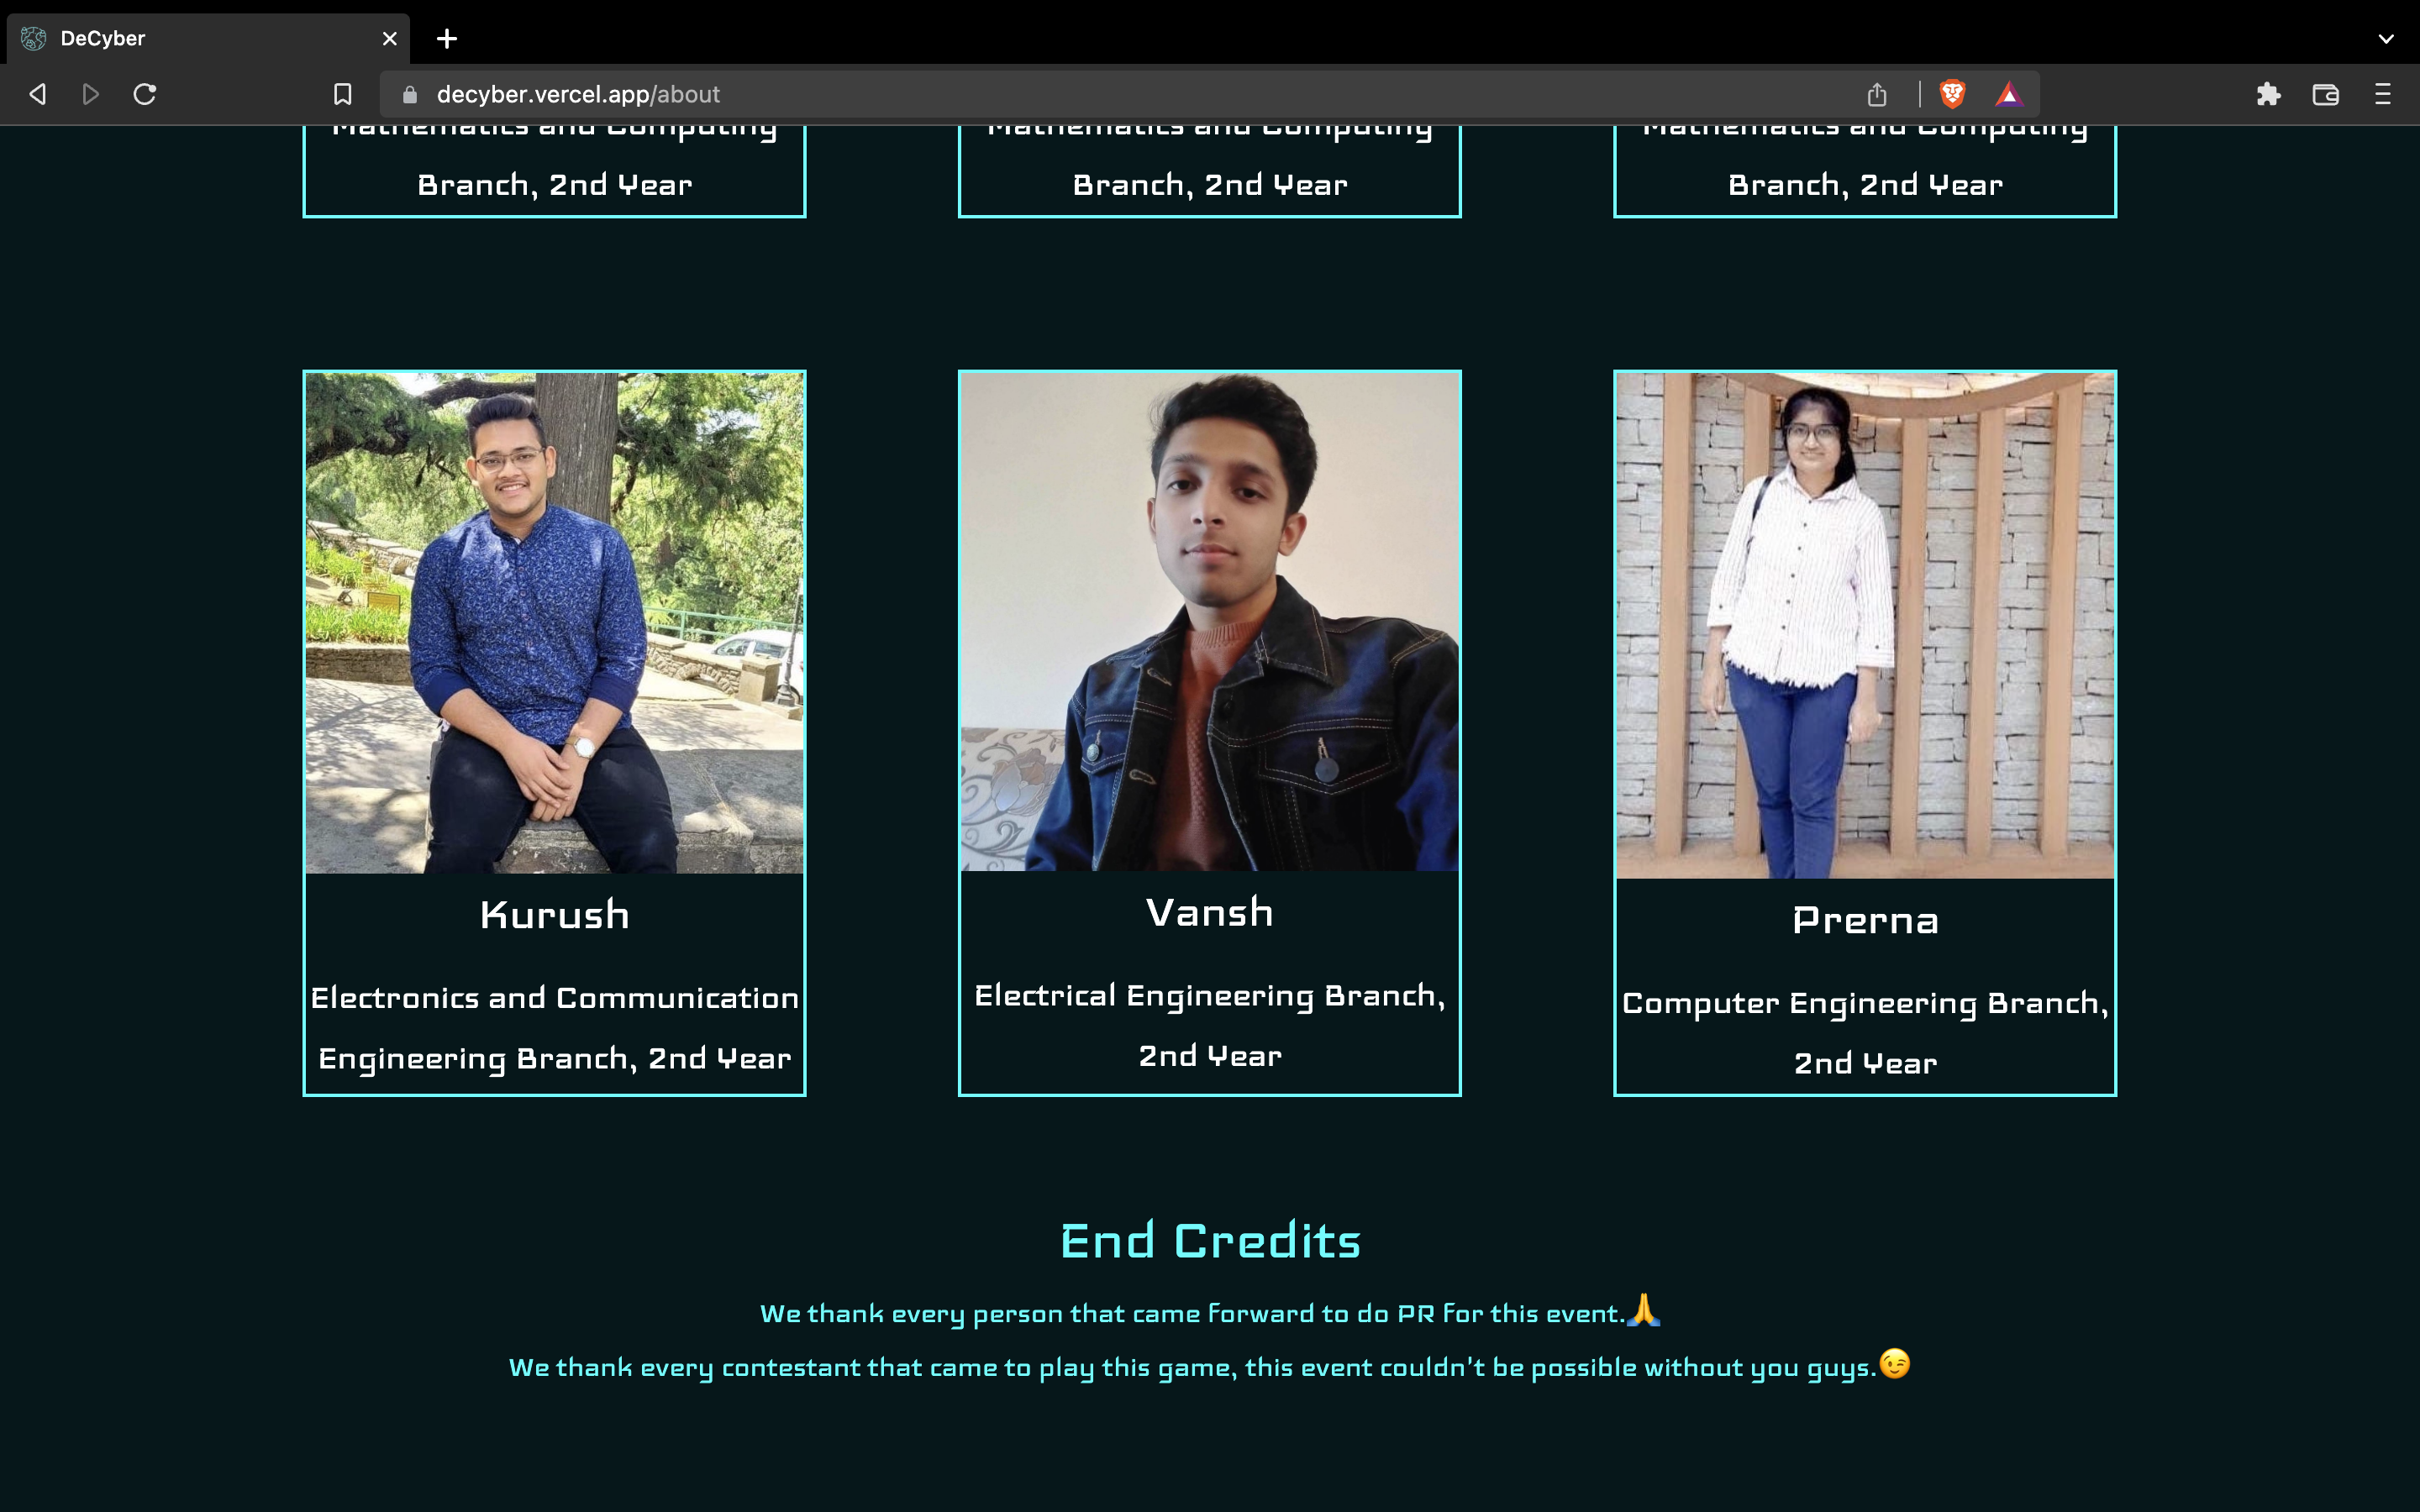 DeCyber
decyber.vercel.app/about
Mathematics and Computing
Branch, 2nd Year
Mathematics and Computing
Branch, 2nd Year
Mathematics and Computing
Branch, 2nd Year
Kurush
Electronics and Communication
Engineering Branch, 2nd Year
Vansh
Electrical Engineering Branch,
2nd Year
Prerna
Computer Engineering Branch,
2nd Year
End Credits
We thank every person that came forward to do PR for this event.🙏
We thank every contestant that came to play this game, this event couldn't be possible without you guys.😉